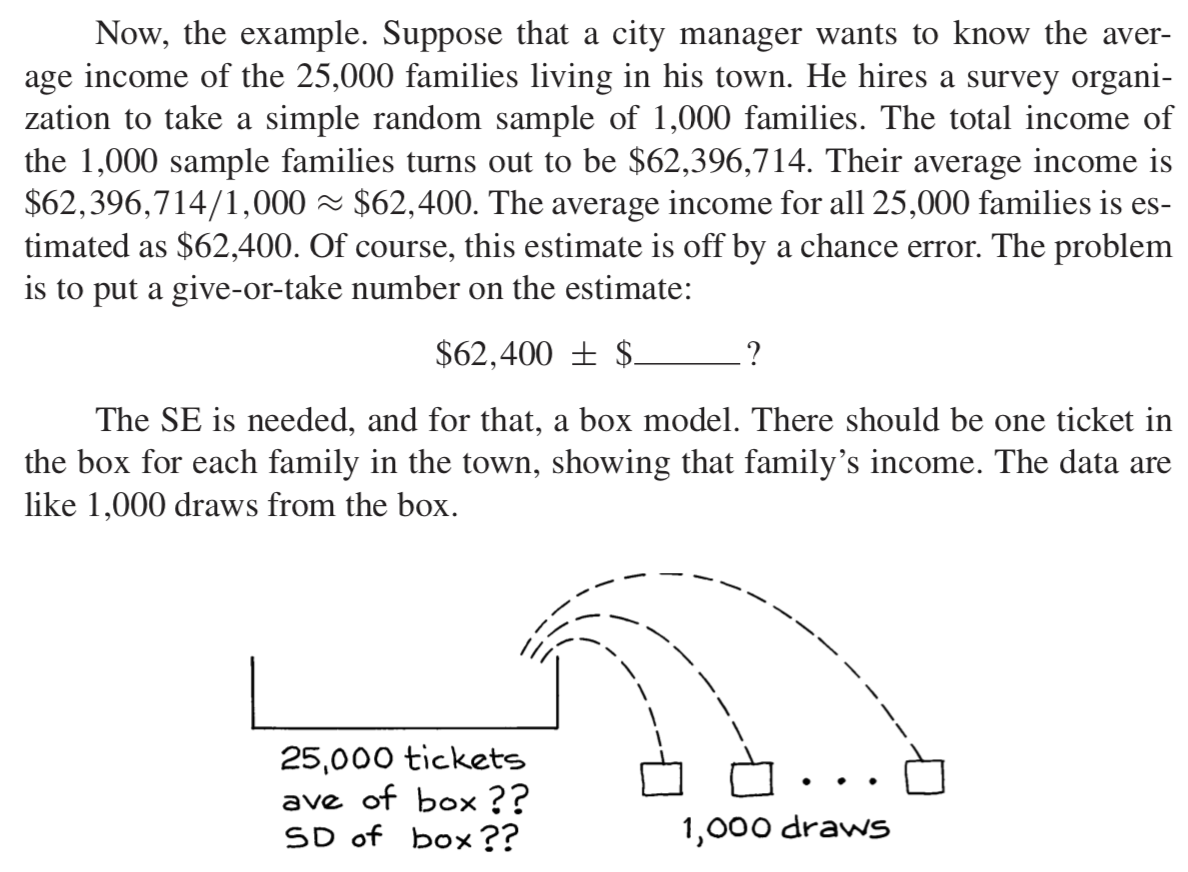 Now, the example. Suppose that a city manager wants to know the aver-
age income of the 25,000 families living in his town. He hires a survey organi-
zation to take a simple random sample of 1,000 families. The total income of
the 1,000 sample families turns out to be $62,396,714. Their average income is
$62,396,714/1,000 ≈ $62,400. The average income for all 25,000 families is es-
timated as $62,400. Of course, this estimate is off by a chance error. The problem
is to put a give-or-take number on the estimate:
$62,400 ± $______?
The SE is needed, and for that, a box model. There should be one ticket in
the box for each family in the town, showing that family’s income. The data are
like 1,000 draws from the box.
25,000 tickets
ave of box ??
SD of box ??
. . .
1,000 draws